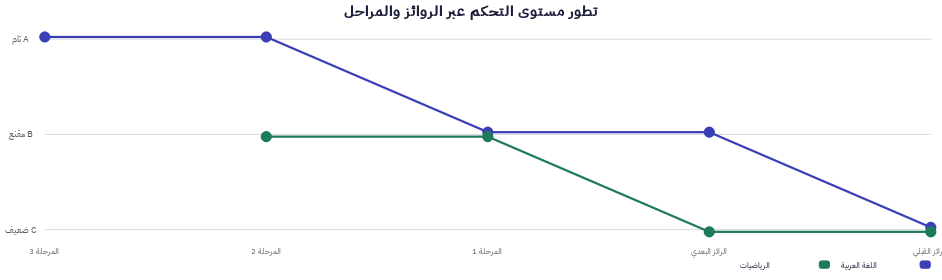 تطور مستوى التحكم عبر الروائز والمراحل
A تام
B مقنع
C ضعيف
الرائز القبلي
الرائز البعدي
المرحلة 1
المرحلة 2
المرحلة 3
اللغة العربية
الرياضيات